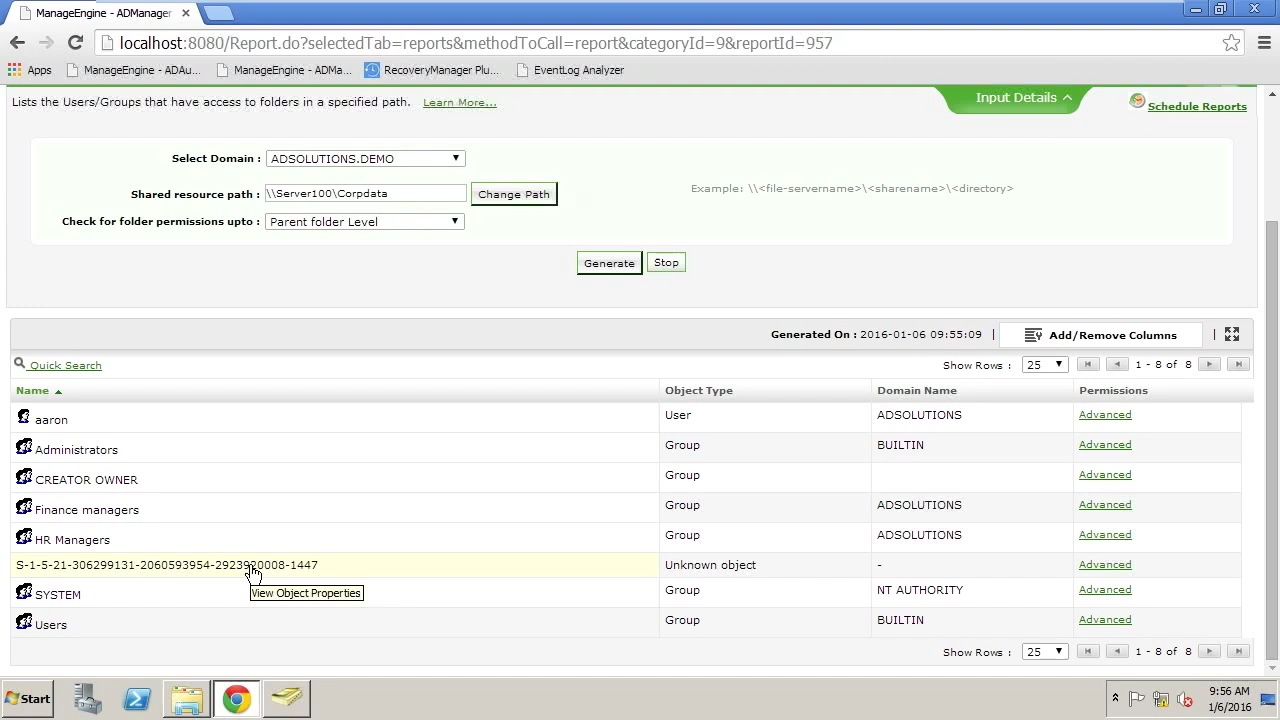 ManageEngine - ADManager
localhost:8080/Report.do?selectedTab=reports&methodToCall=report&categoryId=9&reportId=957
Apps ManageEngine - ADAu... ManageEngine - ADMa... RecoveryManager Plu... EventLog Analyzer
Lists the Users/Groups that have access to folders in a specified path. Learn More... Input Details Schedule Reports
Select Domain : ADSOLUTIONS.DEMO
Shared resource path : \\Server100\Corpdata Change Path Example: \\<file-servername>\<sharename>\<directory>
Check for folder permissions upto : Parent folder Level
Generate Stop
Generated On : 2016-01-06 09:55:09 | Add/Remove Columns |
Quick Search Show Rows : 25 1 - 8 of 8
Name Object Type Domain Name Permissions
aaron User ADSOLUTIONS Advanced
Administrators Group BUILTIN Advanced
CREATOR OWNER Group Advanced
Finance managers Group ADSOLUTIONS Advanced
HR Managers Group ADSOLUTIONS Advanced
S-1-5-21-306299131-2060593954-2923920008-1447 Unknown object - Advanced
View Object Properties
SYSTEM Group NT AUTHORITY Advanced
Users Group BUILTIN Advanced
Show Rows : 25 1 - 8 of 8
Start 9:56 AM
1/6/2016